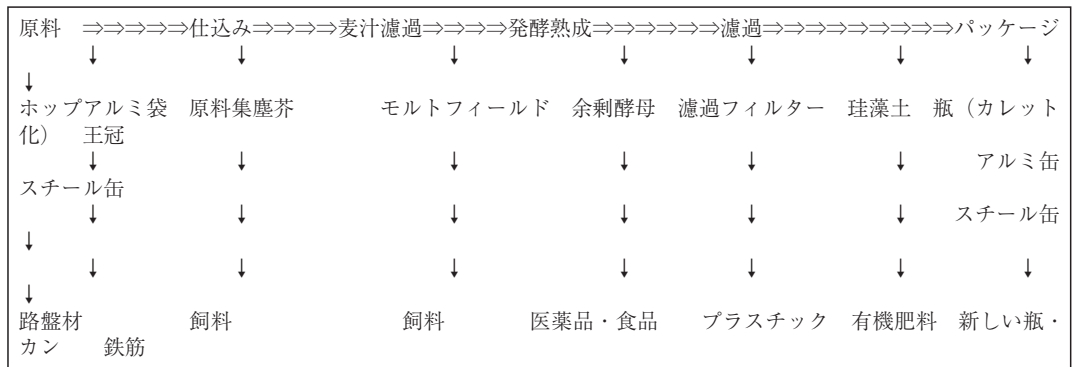 原料　⇒⇒⇒⇒⇒仕込み⇒⇒⇒⇒麦汁濾過⇒⇒⇒⇒発酵熟成⇒⇒⇒⇒⇒⇒濾過⇒⇒⇒⇒⇒⇒⇒⇒⇒パッケージ
↓　↓　↓　↓　↓　↓　↓
↓
ホップアルミ袋　原料集塵芥　モルトフィールド　余剰酵母　濾過フィルター　珪藻土　瓶（カレット
化）　王冠
↓　↓　↓　↓　↓　↓　アルミ缶
スチール缶
↓　↓　↓　↓　↓　↓　スチール缶
↓
↓　↓　↓　↓　↓　↓　↓
↓
路盤材　飼料　飼料　医薬品・食品　プラスチック　有機肥料　新しい瓶・
カン　鉄筋